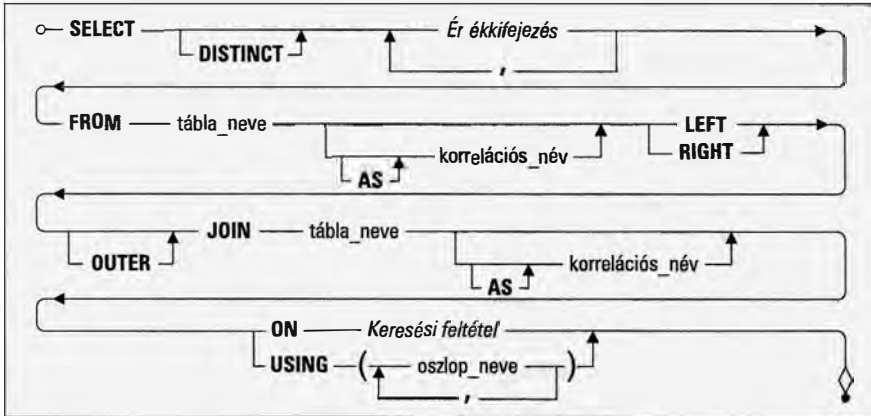 SELECT DISTINCT Ér ékkifejezés ,
FROM tábla_neve AS korrelációs_név LEFT RIGHT
OUTER JOIN tábla_neve AS korrelációs_név
ON Keresési feltétel
USING ( oszlop_neve , )